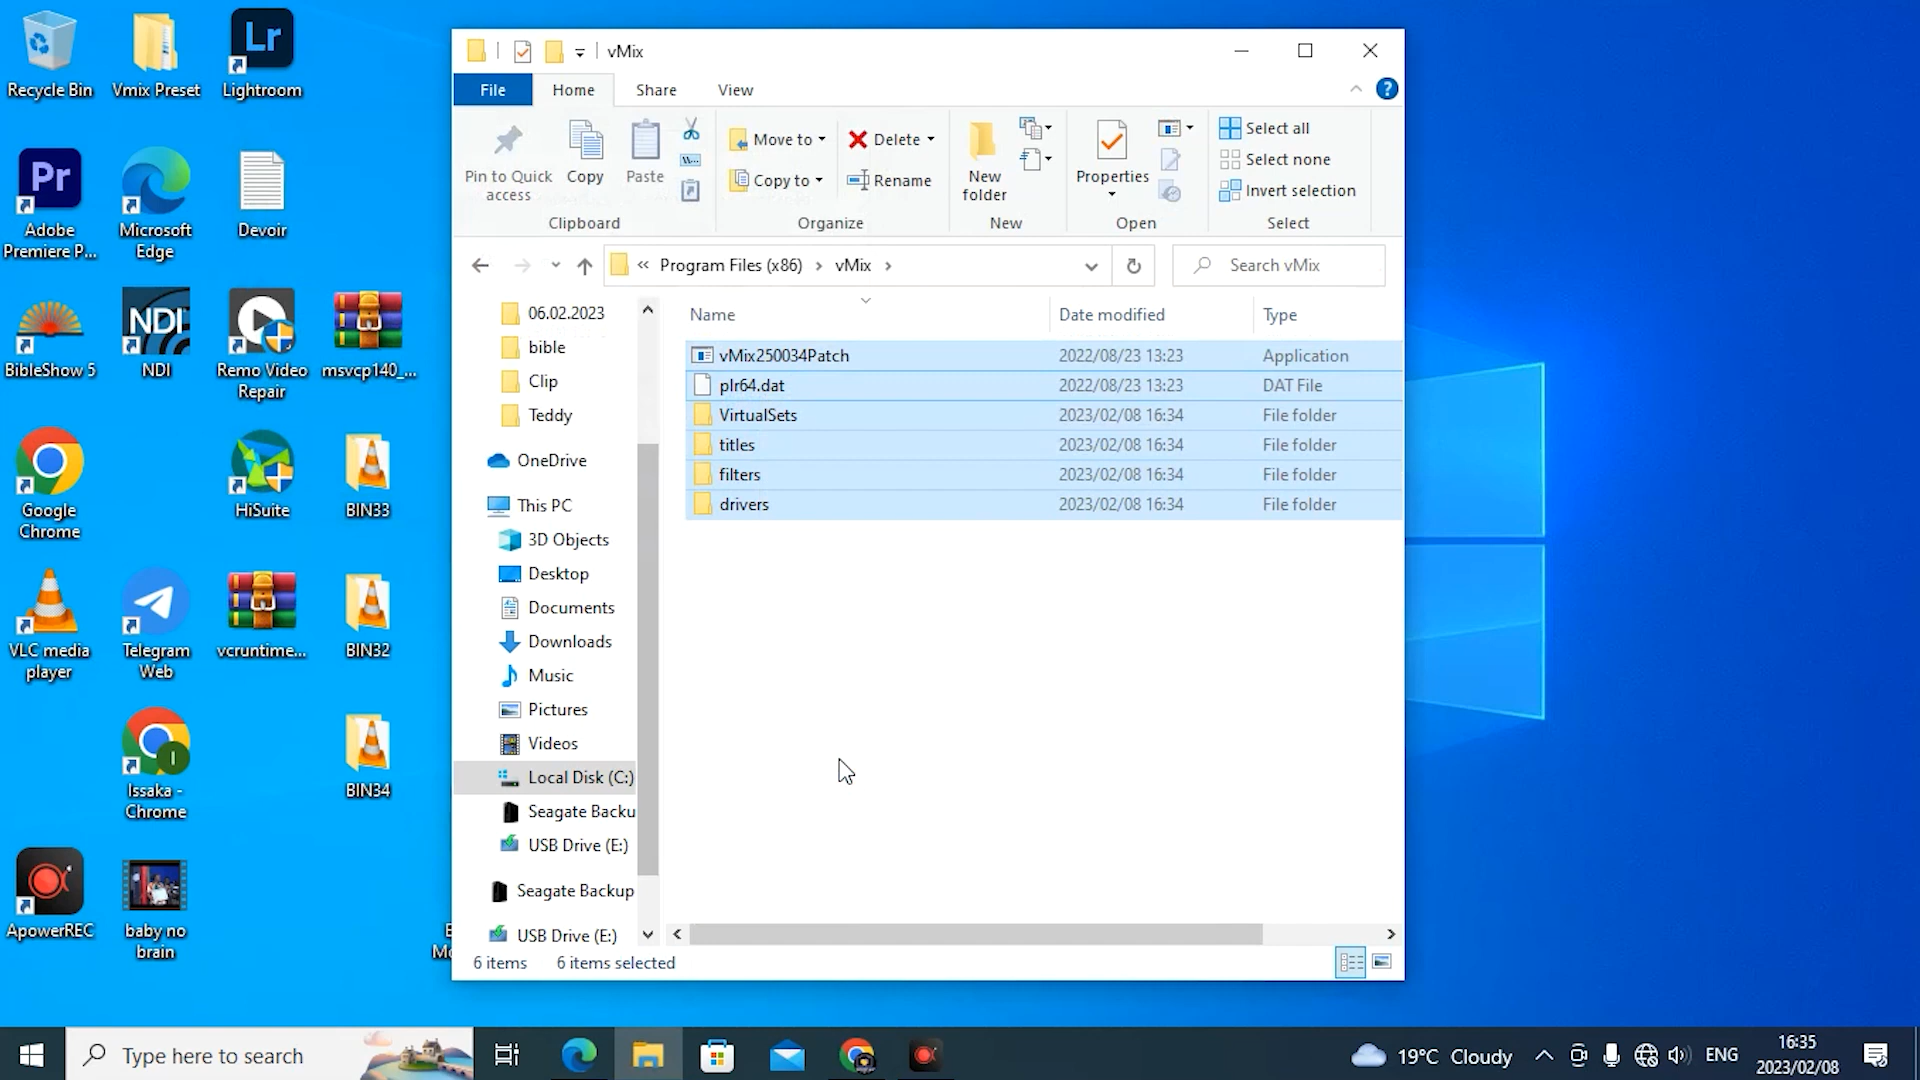 Recycle Bin
Vmix Preset
Lr
Lightroom
Pr
Adobe
Premiere P...
Microsoft
Edge
Devoir
BibleShow 5
NDI
NDI
Remo Video
Repair
msvcp140_...
Google
Chrome
HiSuite
BIN33
VLC media
player
Telegram
Web
vcruntime...
BIN32
I
Issaka -
Chrome
BIN34
ApowerREC
baby no
brain
vMix
File
Home
Share
View
Pin to Quick
access
Copy
Paste
Clipboard
Move to
Copy to
Delete
Rename
Organize
New
folder
New
Properties
Open
Select all
Select none
Invert selection
Select
« Program Files (x86) › vMix ›
Search vMix
06.02.2023
bible
Clip
Teddy
OneDrive
This PC
3D Objects
Desktop
Documents
Downloads
Music
Pictures
Videos
Local Disk (C:)
Seagate Backu
USB Drive (E:)
Seagate Backup
USB Drive (E:)
Name Date modified Type
vMix250034Patch 2022/08/23 13:23 Application
plr64.dat 2022/08/23 13:23 DAT File
VirtualSets 2023/02/08 16:34 File folder
titles 2023/02/08 16:34 File folder
filters 2023/02/08 16:34 File folder
drivers 2023/02/08 16:34 File folder
6 items 6 items selected
Type here to search
19°C Cloudy
ENG
16:35
2023/02/08